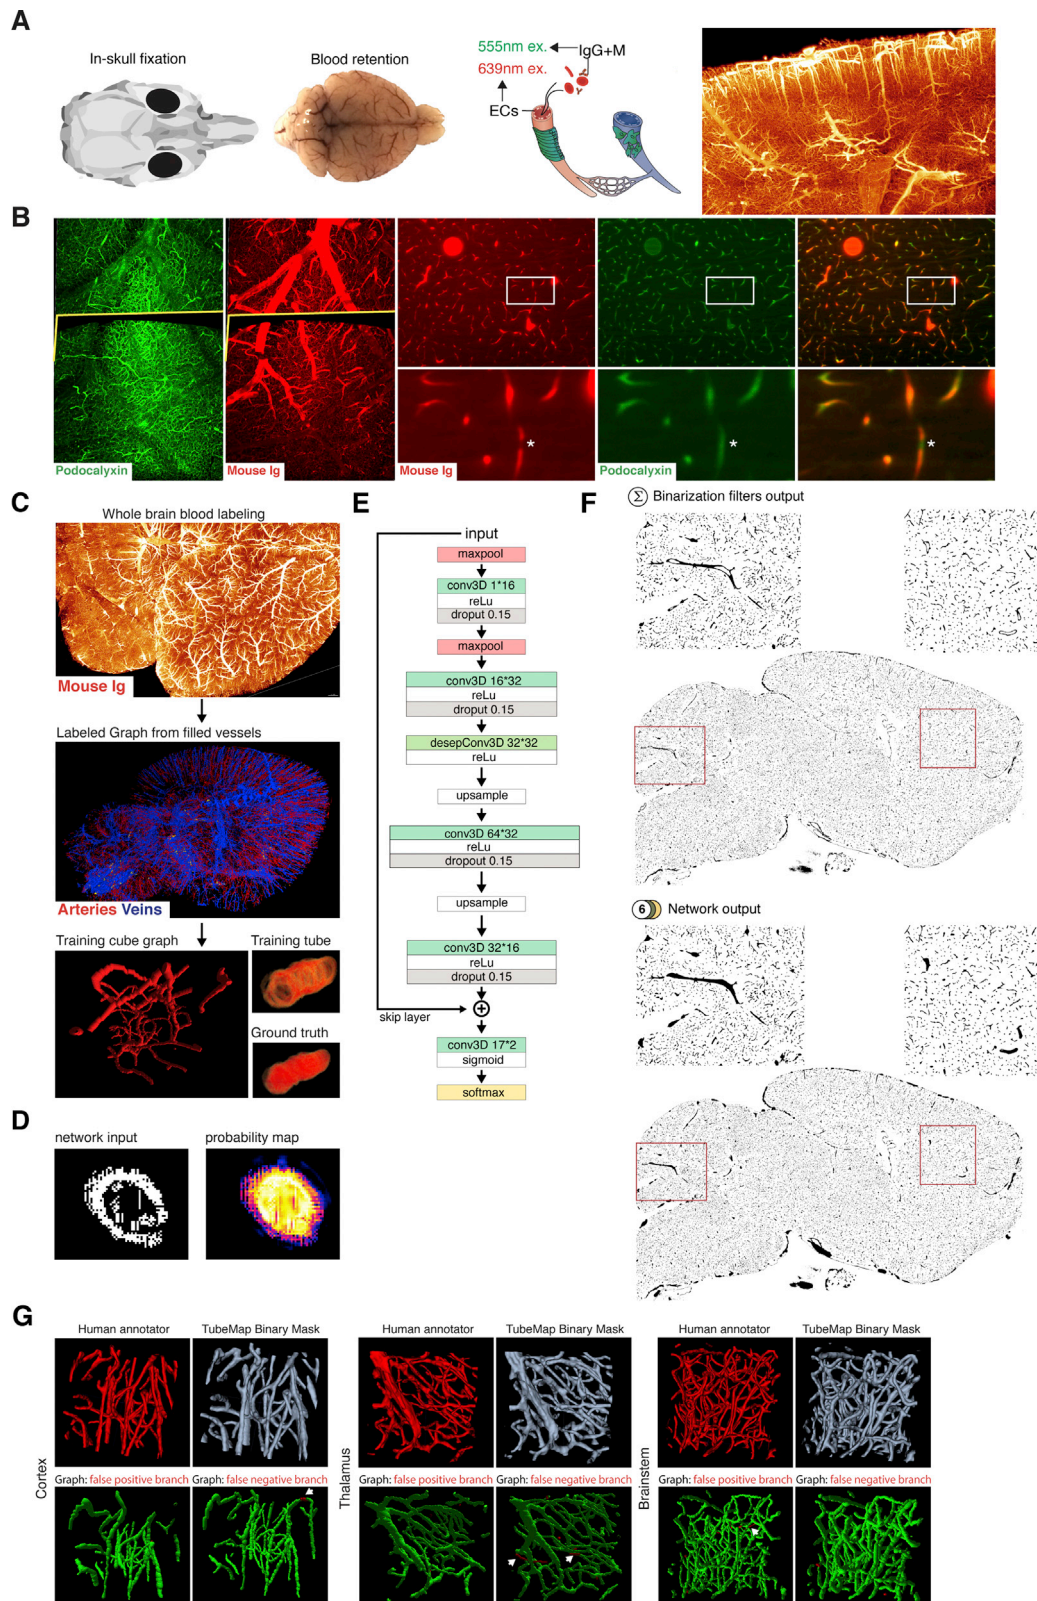 A
In-skull fixation
Blood retention
555nm ex.
IgG+M
639nm ex.
ECs
B
Podocalyxin
Mouse Ig
Mouse Ig
*
Podocalyxin
*
*
C
Whole brain blood labeling
Mouse Ig
Labeled Graph from filled vessels
Arteries Veins
Training cube graph
Training tube
Ground truth
D
network input
probability map
E
input
maxpool
conv3D 1*16
reLu
droput 0.15
maxpool
conv3D 16*32
reLu
droput 0.15
desepConv3D 32*32
reLu
upsample
conv3D 64*32
reLu
dropout 0.15
upsample
conv3D 32*16
reLu
droput 0.15
+
skip layer
conv3D 17*2
sigmoid
softmax
F
Σ Binarization filters output
6 Network output
G
Cortex
Human annotator
TubeMap Binary Mask
Graph: false positive branch
Graph: false negative branch
Thalamus
Human annotator
TubeMap Binary Mask
Graph: false positive branch
Graph: false negative branch
Brainstem
Human annotator
TubeMap Binary Mask
Graph: false positive branch
Graph: false negative branch